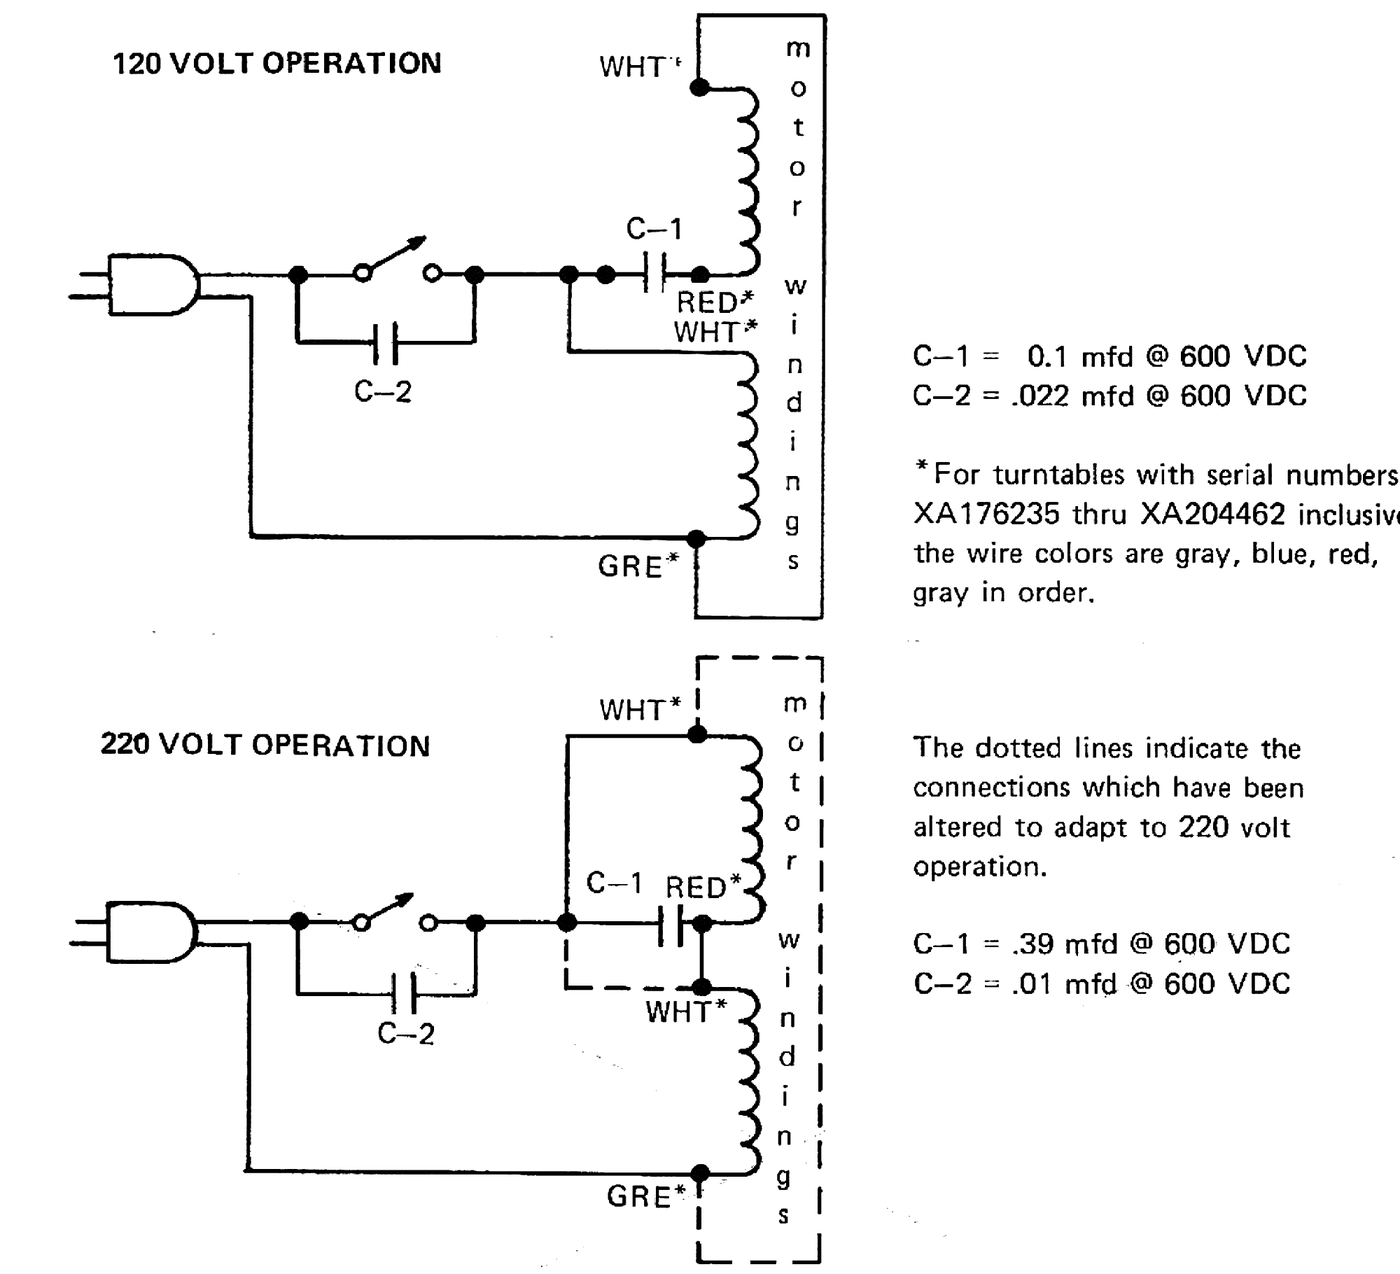 120 VOLT OPERATION
WHT*
motor windings
C–1
RED*
WHT*
C–2
GRE*
C–1 = 0.1 mfd @ 600 VDC
C–2 = .022 mfd @ 600 VDC
*For turntables with serial numbers
XA176235 thru XA204462 inclusive
the wire colors are gray, blue, red,
gray in order.
220 VOLT OPERATION
WHT*
motor windings
C–1 RED*
WHT*
C–2
GRE*
The dotted lines indicate the
connections which have been
altered to adapt to 220 volt
operation.
C–1 = .39 mfd @ 600 VDC
C–2 = .01 mfd @ 600 VDC